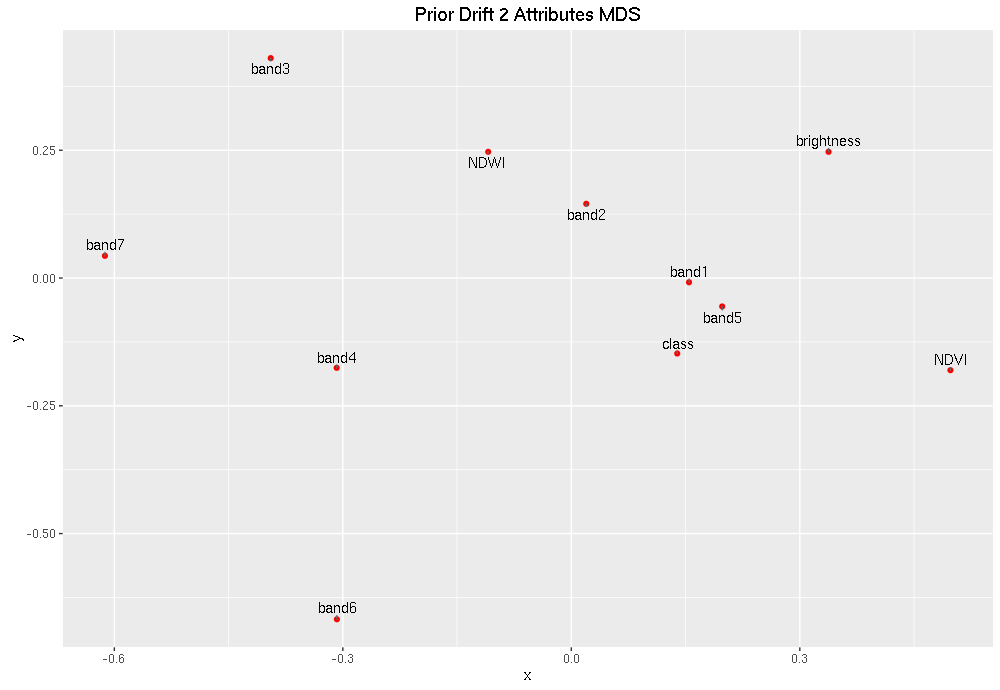 Prior Drift 2 Attributes MDS
band3
brightness
0.25
NDWI
band2
band7
band1
0.00
band5
y
class
band4
NDVI
-0.25
-0.50
band6
-0.6
-0.3
0.0
0.3
x